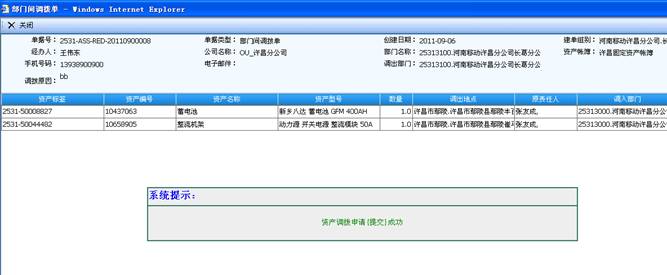 部门间调拨单 - Windows Internet Explorer
X 关闭
单据号： 2531-ASS-RED-20110900008 单据类型： 部门间调拨单 创建日期： 2011-09-06 建单组别： 河南移动许昌分公司.长
经办人： 王伟东 公司名称： OU_许昌分公司 部门名称： 25313100.河南移动许昌分公司长葛分公 资产帐簿： 许昌固定资产帐簿
手机号码： 13938900900 电子邮件： 调出部门： 25313100.河南移动许昌分公司长葛分公
调拨原因： bb
资产标签 资产编号 资产名称 资产型号 数量 调出地点 原责任人 调入部门
2531-50008827 10437063 蓄电池 新乡八达 蓄电池 GFM 400AH 1.0 许昌市鄢陵.许昌市鄢陵县鄢陵丰 张友成. 25313000.河南移动许昌分公
2531-50044482 10658905 整流机架 动力源 开关电源 整流模块 50A 1.0 许昌市鄢陵.许昌市鄢陵县鄢陵崔 张友成. 25313000.河南移动许昌分公
系统提示：
资产调拨申请{提交}成功